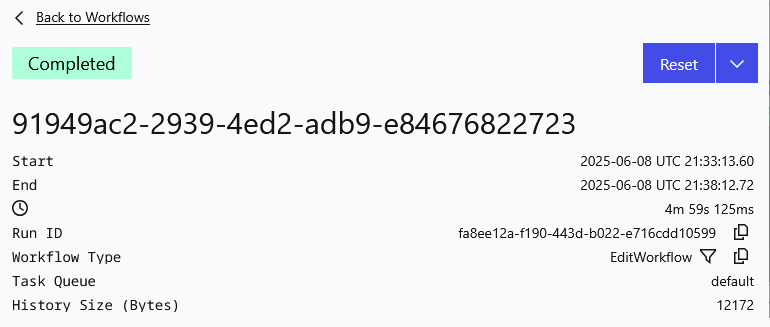 Back to Workflows
Completed
Reset
91949ac2-2939-4ed2-adb9-e84676822723
Start 2025-06-08 UTC 21:33:13.60
End 2025-06-08 UTC 21:38:12.72
4m 59s 125ms
Run ID fa8ee12a-f190-443d-b022-e716cdd10599
Workflow Type EditWorkflow
Task Queue default
History Size (Bytes) 12172